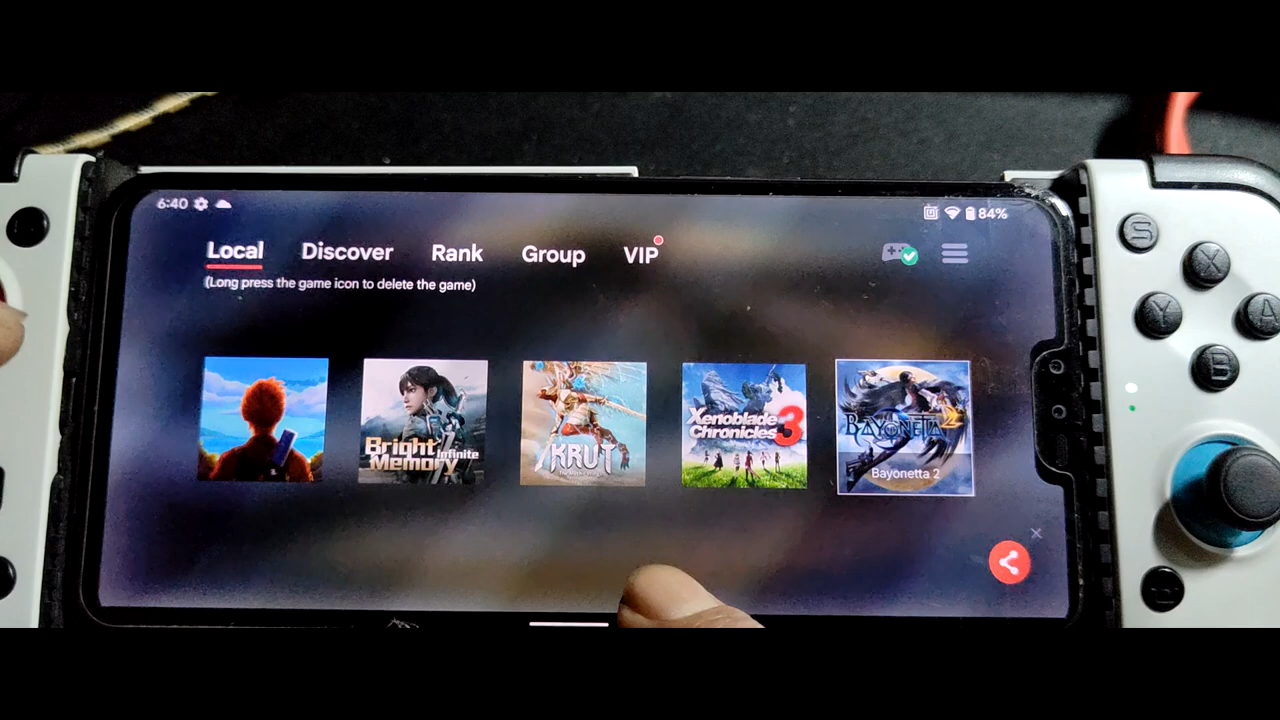 6:40
84%
Local Discover Rank Group VIP
(Long press the game icon to delete the game)
Bright
Memory Infinite
KRUT
Xenoblade
Chronicles 3
BAYONETTA 2
Bayonetta 2
S
X
Y
A
B